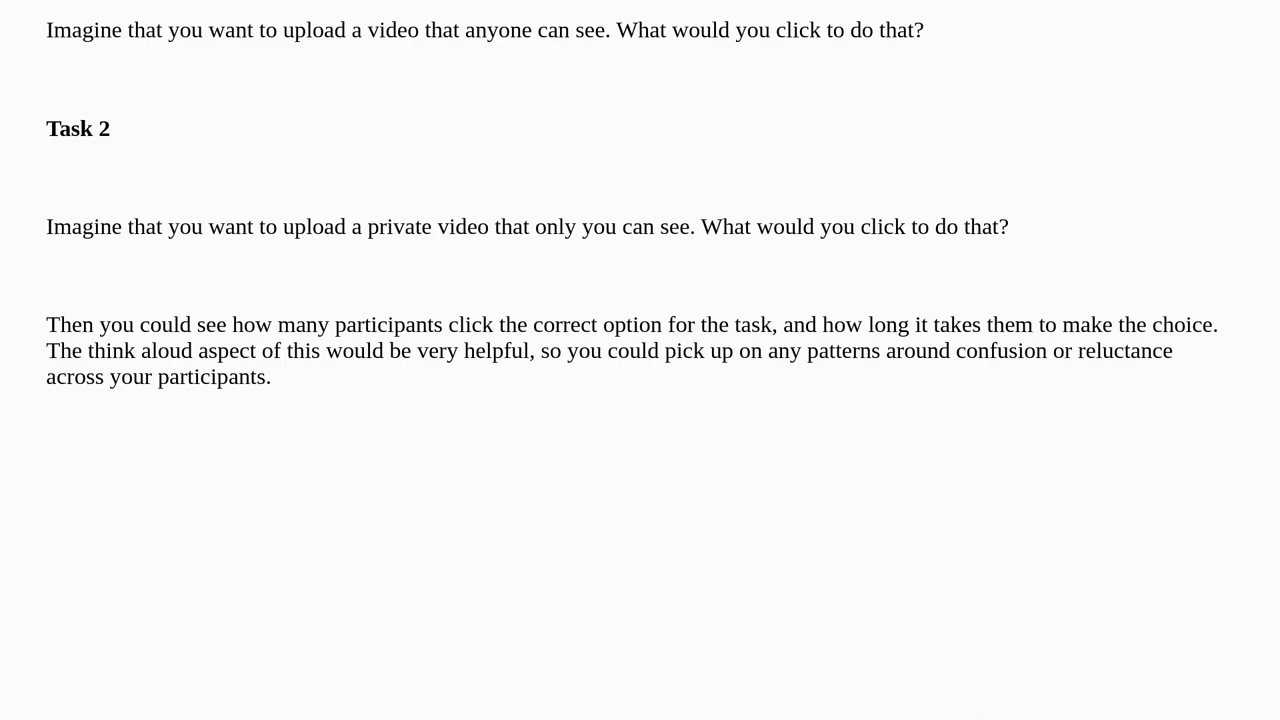 Imagine that you want to upload a video that anyone can see. What would you click to do that?
Task 2
Imagine that you want to upload a private video that only you can see. What would you click to do that?
Then you could see how many participants click the correct option for the task, and how long it takes them to make the choice.
The think aloud aspect of this would be very helpful, so you could pick up on any patterns around confusion or reluctance
across your participants.